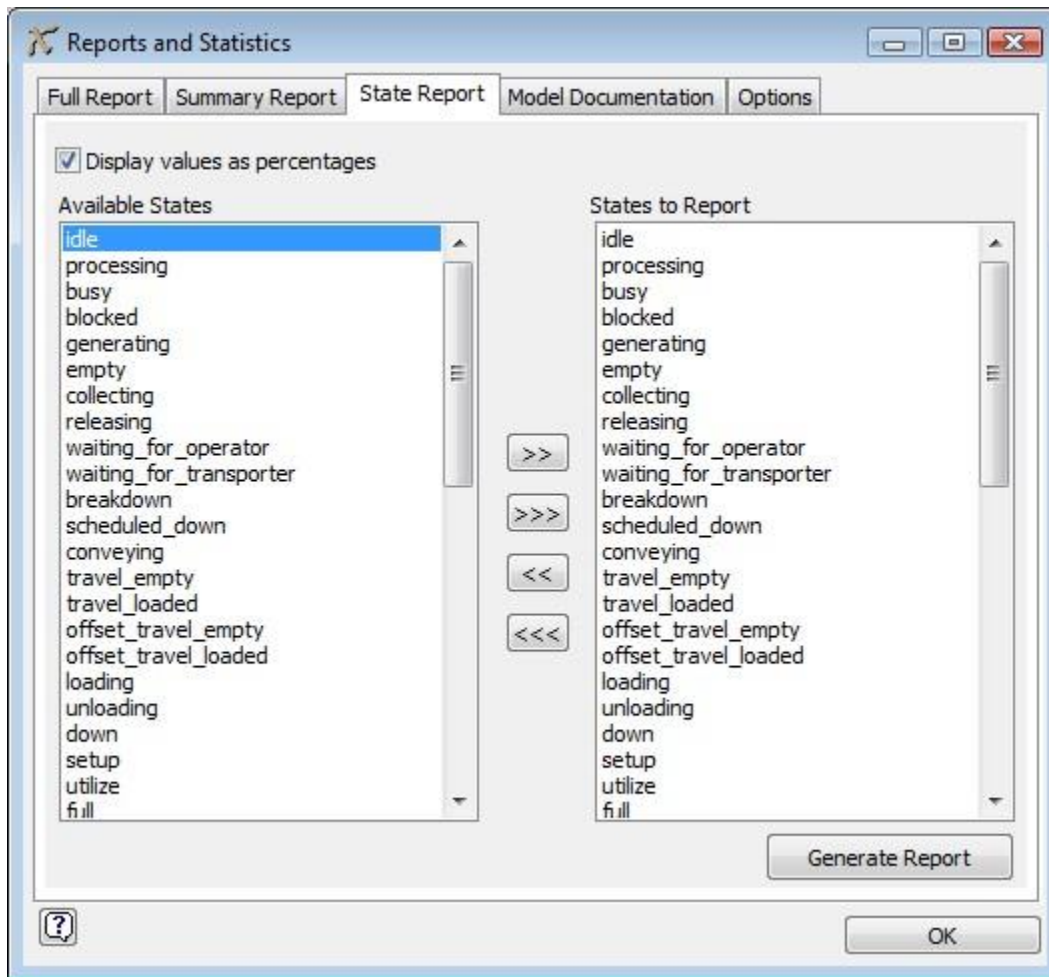 Reports and Statistics
Full Report
Summary Report
State Report
Model Documentation
Options
Display values as percentages
Available States
idle
processing
busy
blocked
generating
empty
collecting
releasing
waiting_for_operator
waiting_for_transporter
breakdown
scheduled_down
conveying
travel_empty
travel_loaded
offset_travel_empty
offset_travel_loaded
loading
unloading
down
setup
utilize
full
>>
>>>
<<
<<<
States to Report
idle
processing
busy
blocked
generating
empty
collecting
releasing
waiting_for_operator
waiting_for_transporter
breakdown
scheduled_down
conveying
travel_empty
travel_loaded
offset_travel_empty
offset_travel_loaded
loading
unloading
down
setup
utilize
full
Generate Report
?
OK